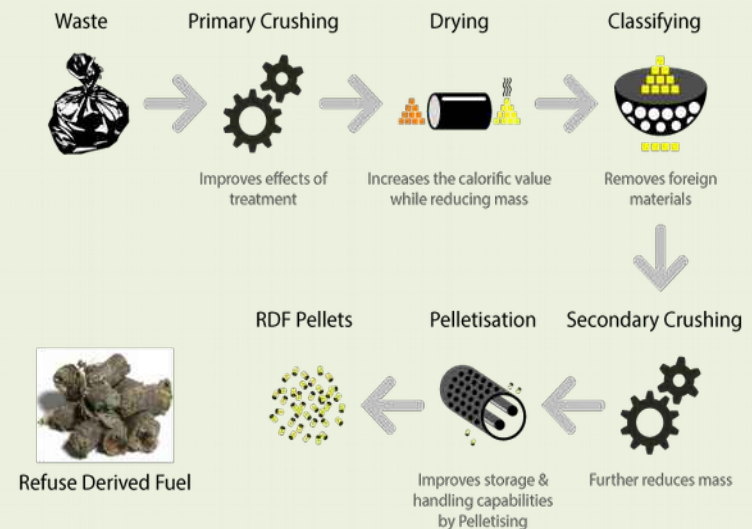 Waste
Primary Crushing
Drying
Classifying
Improves effects of
treatment
Increases the calorific value
while reducing mass
Removes foreign
materials
RDF Pellets
Pelletisation
Secondary Crushing
Refuse Derived Fuel
Improves storage &
handling capabilities
by Pelletising
Further reduces mass